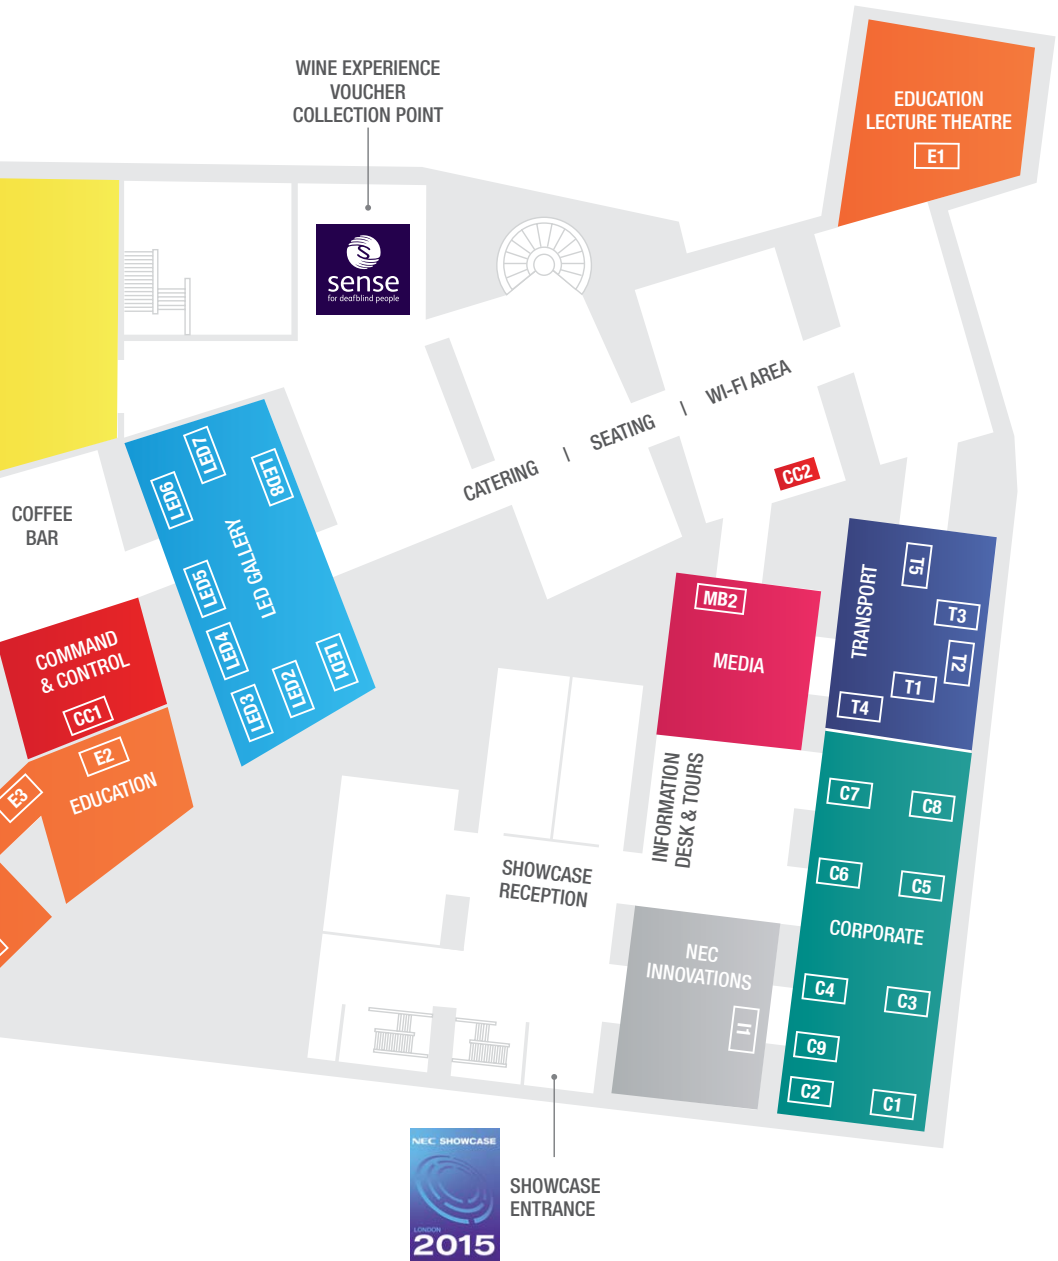 WINE EXPERIENCE
VOUCHER
COLLECTION POINT
EDUCATION
LECTURE THEATRE
E1
S
sense
for deafblind people
CATERING | SEATING | WI-FI AREA
CC2
COFFEE
BAR
LED7
LED8
LED6
LED GALLERY
LED5
LED4
LED1
LED2
LED3
COMMAND
& CONTROL
CC1
E2
EDUCATION
E3
MB2
MEDIA
TRANSPORT
T5
T3
T2
T1
T4
INFORMATION
DESK & TOURS
C7
C8
C6
C5
CORPORATE
C4
C3
C9
C2
C1
SHOWCASE
RECEPTION
NEC
INNOVATIONS
I1
NEC SHOWCASE
LONDON
2015
SHOWCASE
ENTRANCE